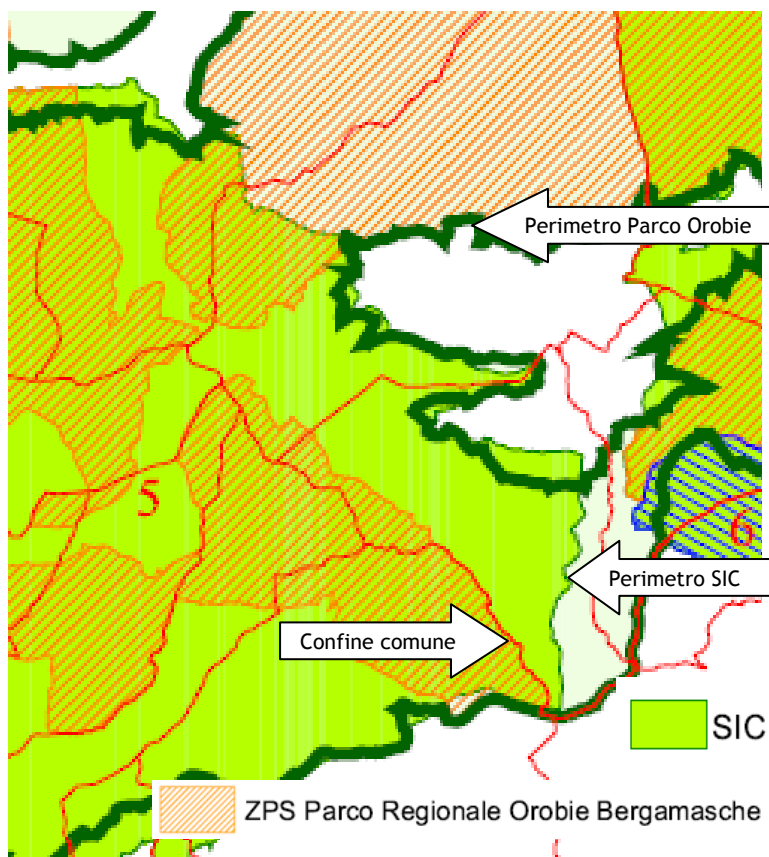 Perimetro Parco Orobie
5
6
Perimetro SIC
Confine comune
SIC
ZPS Parco Regionale Orobie Bergamasche